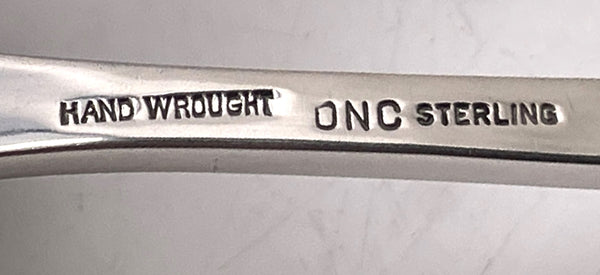 HAND WROUGHT ONC STERLING